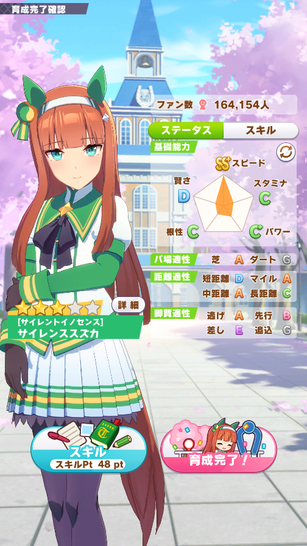 育成完了確認
ファン数 164,154人
ステータス スキル
基礎能力
SS スピード
賢さ D
スタミナ C
根性 C
C+ パワー
バ場適性 芝 A ダート G
距離適性 短距離 D マイル A
中距離 A 長距離 C
脚質適性 逃げ A 先行 B
差し E 追込 G
詳細
[サイレントイノセンス]
サイレンススズカ
スキル
スキルPt 48 pt
育成完了!